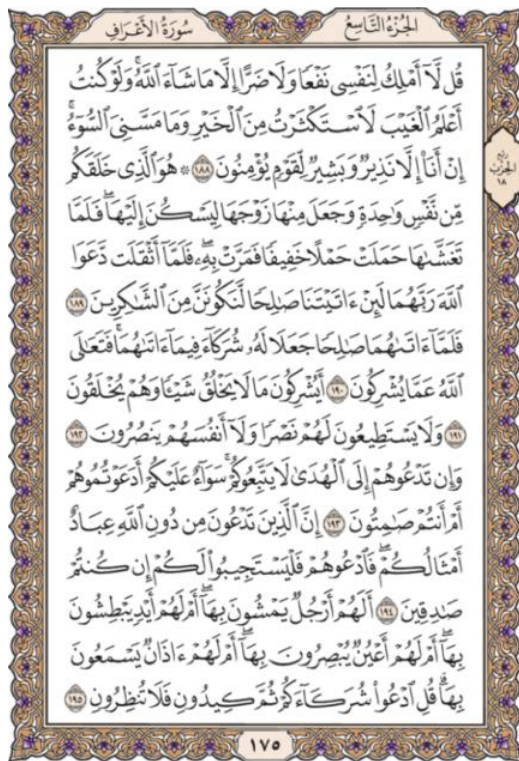 الجُزْءُ التَّاسِعُ
سُورَةُ الأَعْرَافِ
قُل لَّآ أَمْلِكُ لِنَفْسِى نَفْعًا وَلَا ضَرًّا إِلَّا مَا شَآءَ ٱللَّهُۚ وَلَوْ كُنتُ
أَعْلَمُ ٱلْغَيْبَ لَٱسْتَكْثَرْتُ مِنَ ٱلْخَيْرِ وَمَا مَسَّنِىَ ٱلسُّوٓءُۚ
إِنْ أَنَا۠ إِلَّا نَذِيرٌ وَبَشِيرٌ لِّقَوْمٍ يُؤْمِنُونَ ١٨٨ ۞ هُوَ ٱلَّذِى خَلَقَكُم
رُبْعُ
الحِزْبِ
١٨
مِّن نَّفْسٍ وَٰحِدَةٍ وَجَعَلَ مِنْهَا زَوْجَهَا لِيَسْكُنَ إِلَيْهَاۖ فَلَمَّا
تَغَشَّىٰهَا حَمَلَتْ حَمْلًا خَفِيفًا فَمَرَّتْ بِهِۦۖ فَلَمَّآ أَثْقَلَت دَّعَوَا
ٱللَّهَ رَبَّهُمَا لَئِنْ ءَاتَيْتَنَا صَٰلِحًا لَّنَكُونَنَّ مِنَ ٱلشَّٰكِرِينَ ١٨٩
فَلَمَّآ ءَاتَىٰهُمَا صَٰلِحًا جَعَلَا لَهُۥ شُرَكَآءَ فِيمَآ ءَاتَىٰهُمَاۚ فَتَعَٰلَى
ٱللَّهُ عَمَّا يُشْرِكُونَ ١٩٠ أَيُشْرِكُونَ مَا لَا يَخْلُقُ شَيْـًٔا وَهُمْ يُخْلَقُونَ
١٩١ وَلَا يَسْتَطِيعُونَ لَهُمْ نَصْرًا وَلَآ أَنفُسَهُمْ يَنصُرُونَ ١٩٢
وَإِن تَدْعُوهُمْ إِلَى ٱلْهُدَىٰ لَا يَتَّبِعُوكُمْۚ سَوَآءٌ عَلَيْكُمْ أَدَعَوْتُمُوهُمْ
أَمْ أَنتُمْ صَٰمِتُونَ ١٩٣ إِنَّ ٱلَّذِينَ تَدْعُونَ مِن دُونِ ٱللَّهِ عِبَادٌ
أَمْثَالُكُمْۖ فَٱدْعُوهُمْ فَلْيَسْتَجِيبُوا۟ لَكُمْ إِن كُنتُمْ
صَٰدِقِينَ ١٩٤ أَلَهُمْ أَرْجُلٌ يَمْشُونَ بِهَآۖ أَمْ لَهُمْ أَيْدٍ يَبْطِشُونَ
بِهَآۖ أَمْ لَهُمْ أَعْيُنٌ يُبْصِرُونَ بِهَآۖ أَمْ لَهُمْ ءَاذَانٌ يَسْمَعُونَ
بِهَاۗ قُلِ ٱدْعُوا۟ شُرَكَآءَكُمْ ثُمَّ كِيدُونِ فَلَا تُنظِرُونِ ١٩٥
١٧٥